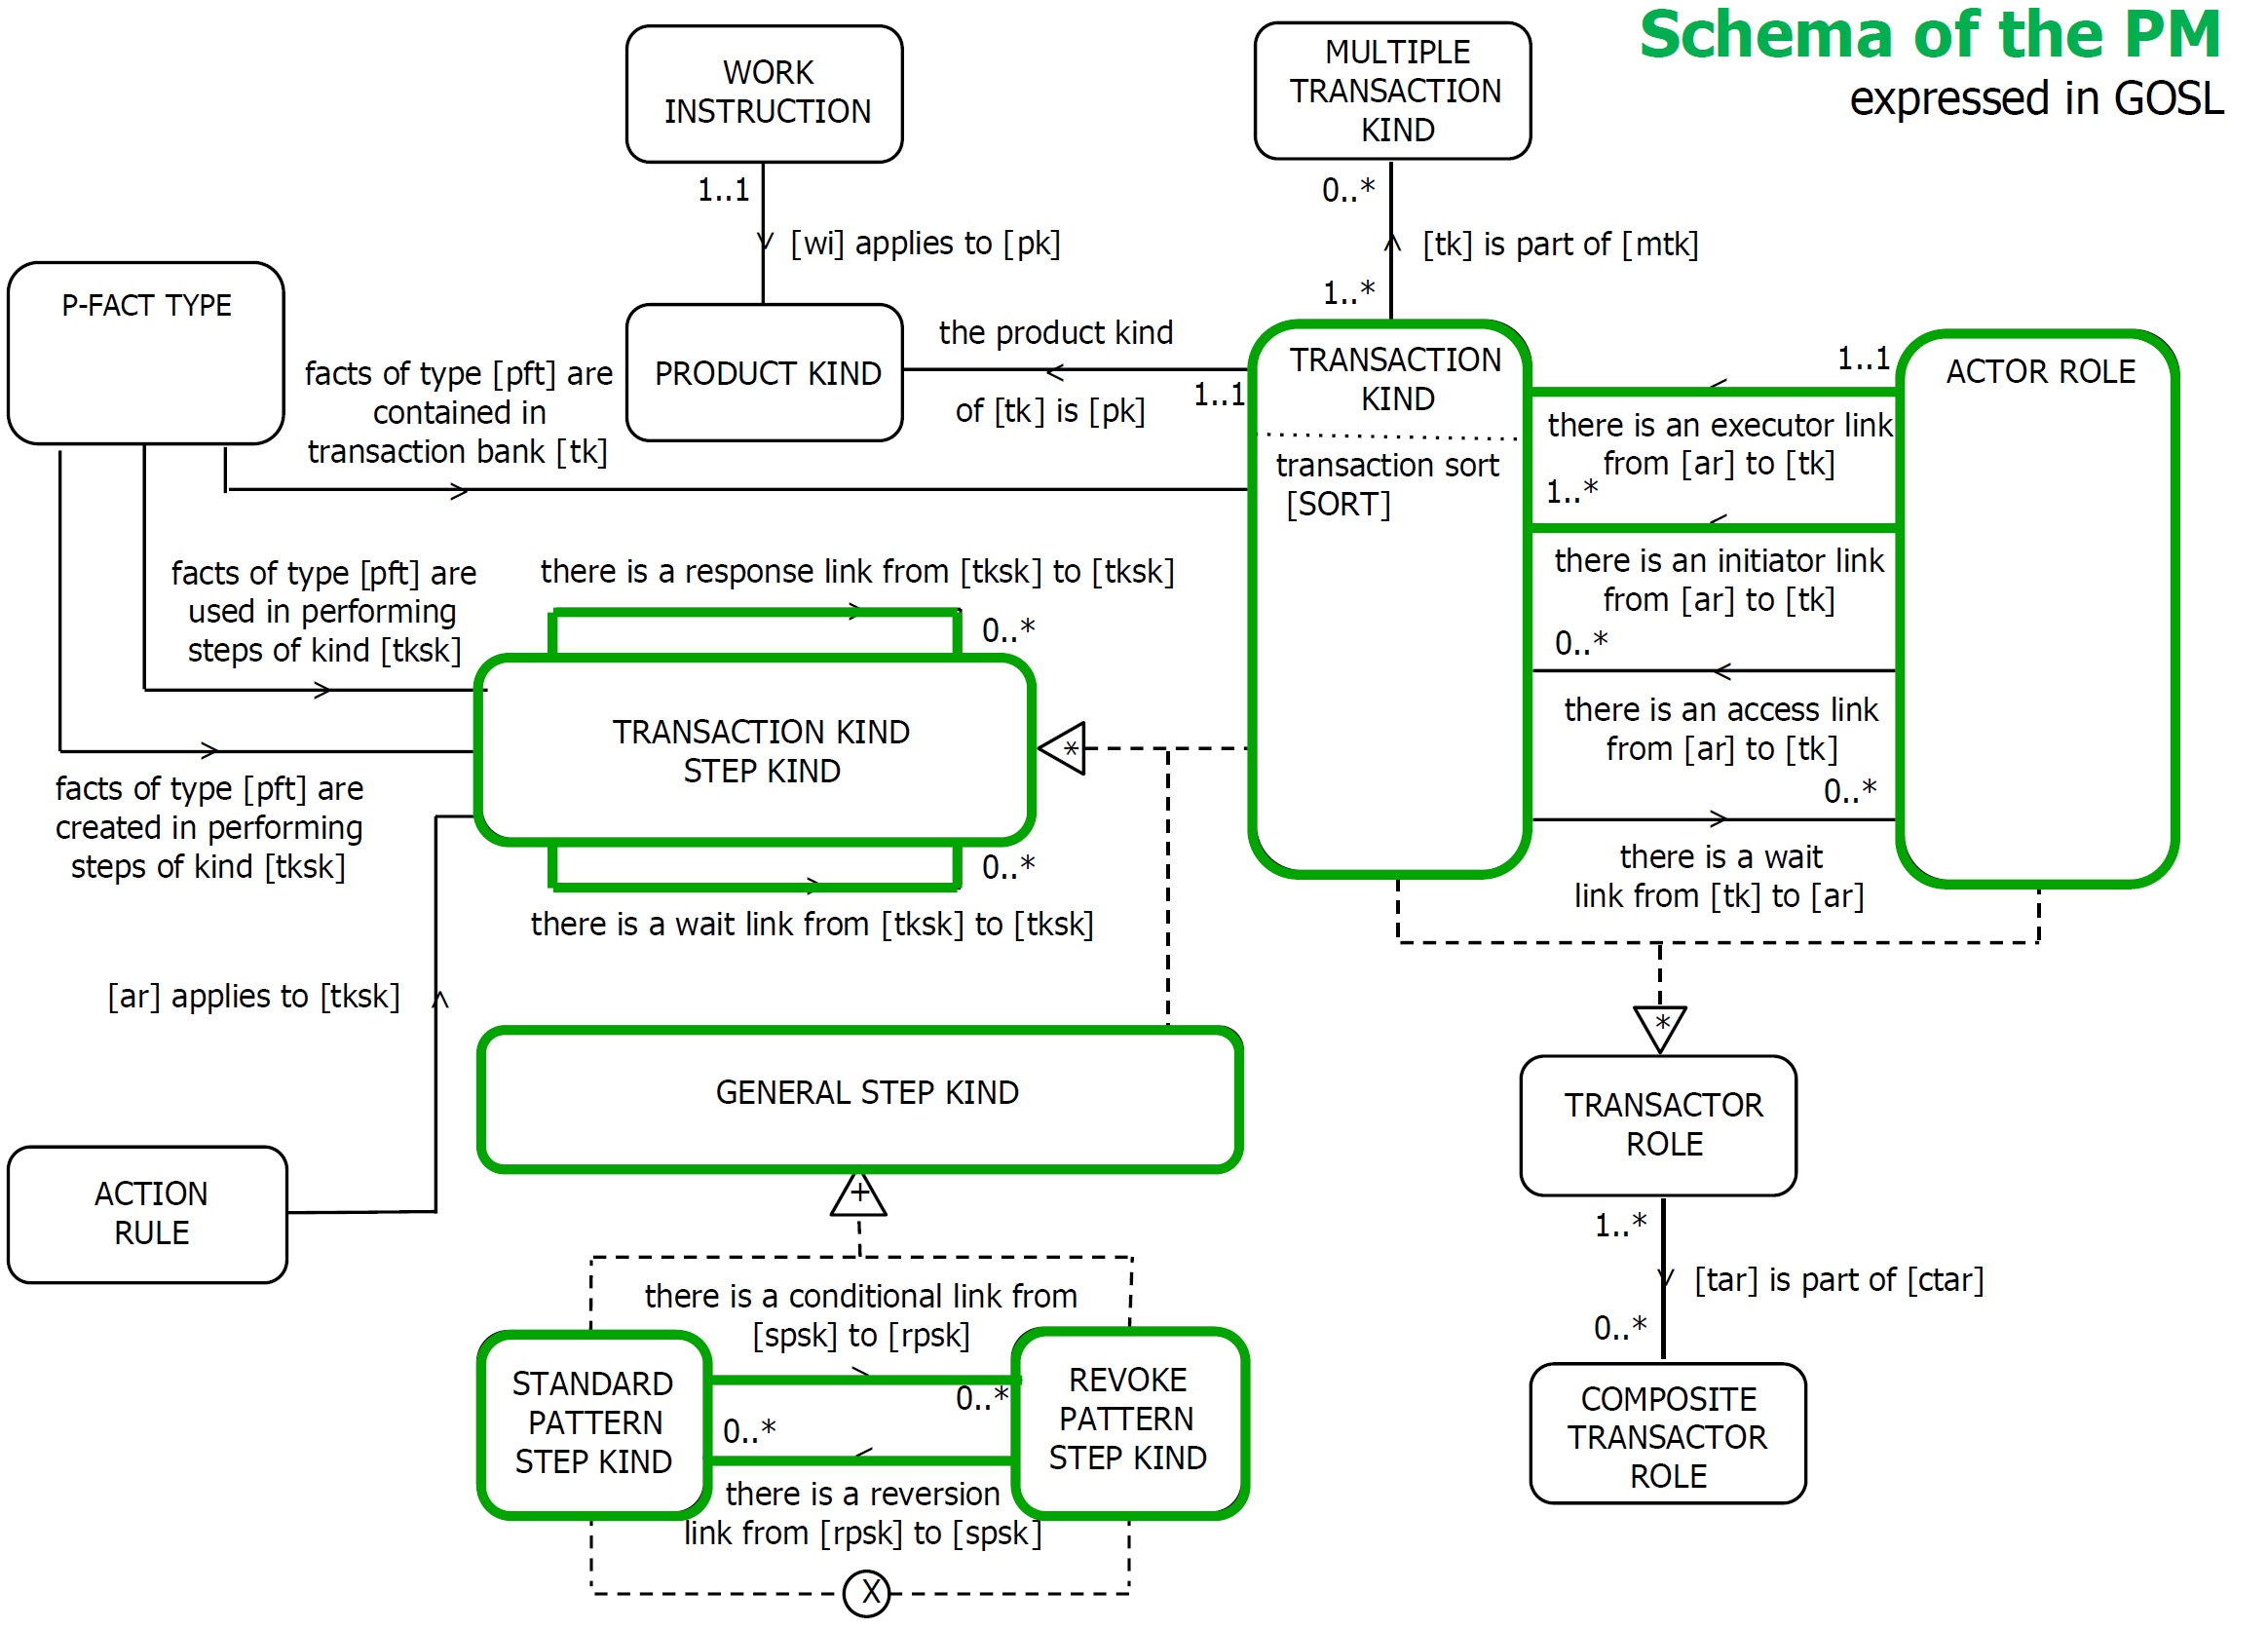 Schema of the PM
expressed in GOSL
WORK
INSTRUCTION
MULTIPLE
TRANSACTION
KIND
1..1
0..*
[wi] applies to [pk]
[tk] is part of [mtk]
1..*
P-FACT TYPE
PRODUCT KIND
the product kind
of [tk] is [pk]
1..1
TRANSACTION
KIND
transaction sort
[SORT]
1..1
ACTOR ROLE
facts of type [pft] are
contained in
transaction bank [tk]
there is an executor link
from [ar] to [tk]
1..*
there is an initiator link
from [ar] to [tk]
0..*
there is an access link
from [ar] to [tk]
0..*
there is a wait
link from [tk] to [ar]
facts of type [pft] are
used in performing
steps of kind [tksk]
there is a response link from [tksk] to [tksk]
0..*
TRANSACTION KIND
STEP KIND
*
facts of type [pft] are
created in performing
steps of kind [tksk]
0..*
there is a wait link from [tksk] to [tksk]
[ar] applies to [tksk]
*
GENERAL STEP KIND
TRANSACTOR
ROLE
ACTION
RULE
+
1..*
[tar] is part of [ctar]
0..*
there is a conditional link from
[spsk] to [rpsk]
STANDARD
PATTERN
STEP KIND
0..*
0..*
REVOKE
PATTERN
STEP KIND
COMPOSITE
TRANSACTOR
ROLE
there is a reversion
link from [rpsk] to [spsk]
X